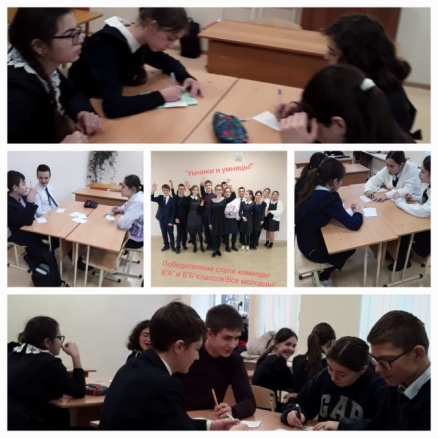 "Умники и умницы!"
Победителями стали команды
8"А" и 8"Б"классов!Все молодцы!
GAP